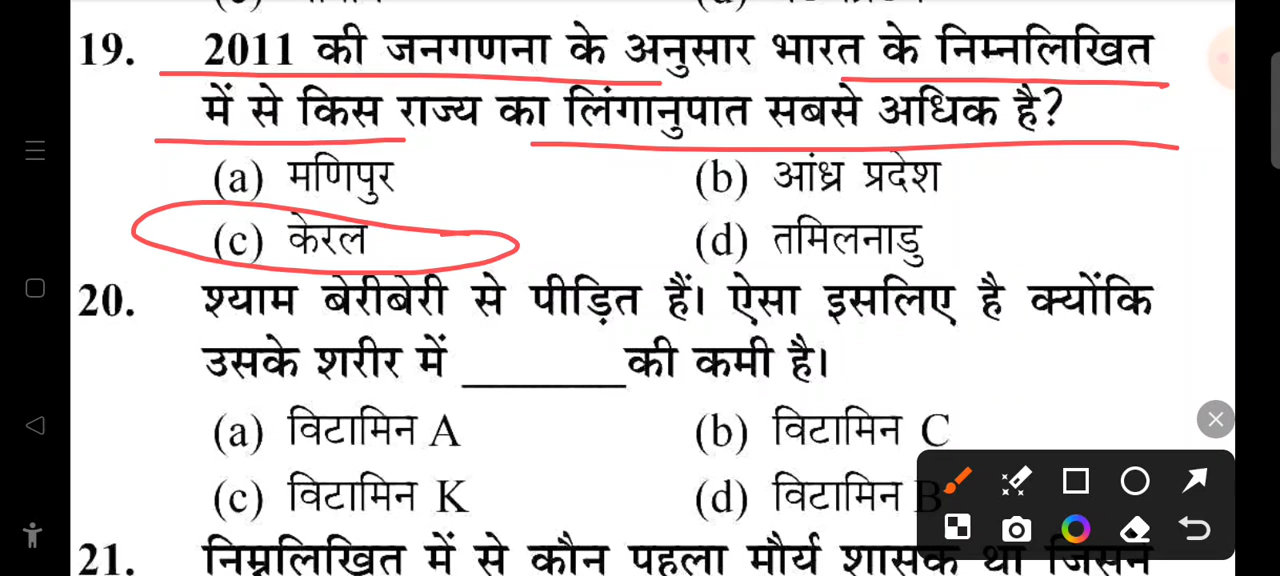 19. 2011 की जनगणना के अनुसार भारत के निम्नलिखित
में से किस राज्य का लिंगानुपात सबसे अधिक है?
(a) मणिपुर (b) आंध्र प्रदेश
(c) केरल (d) तमिलनाडु
20. श्याम बेरीबेरी से पीड़ित हैं। ऐसा इसलिए है क्योंकि
उसके शरीर में ______ की कमी है।
(a) विटामिन A (b) विटामिन C
(c) विटामिन K (d) विटामिन B
21. निम्नलिखित में से कौन पहला मौर्य शासक था जिसने